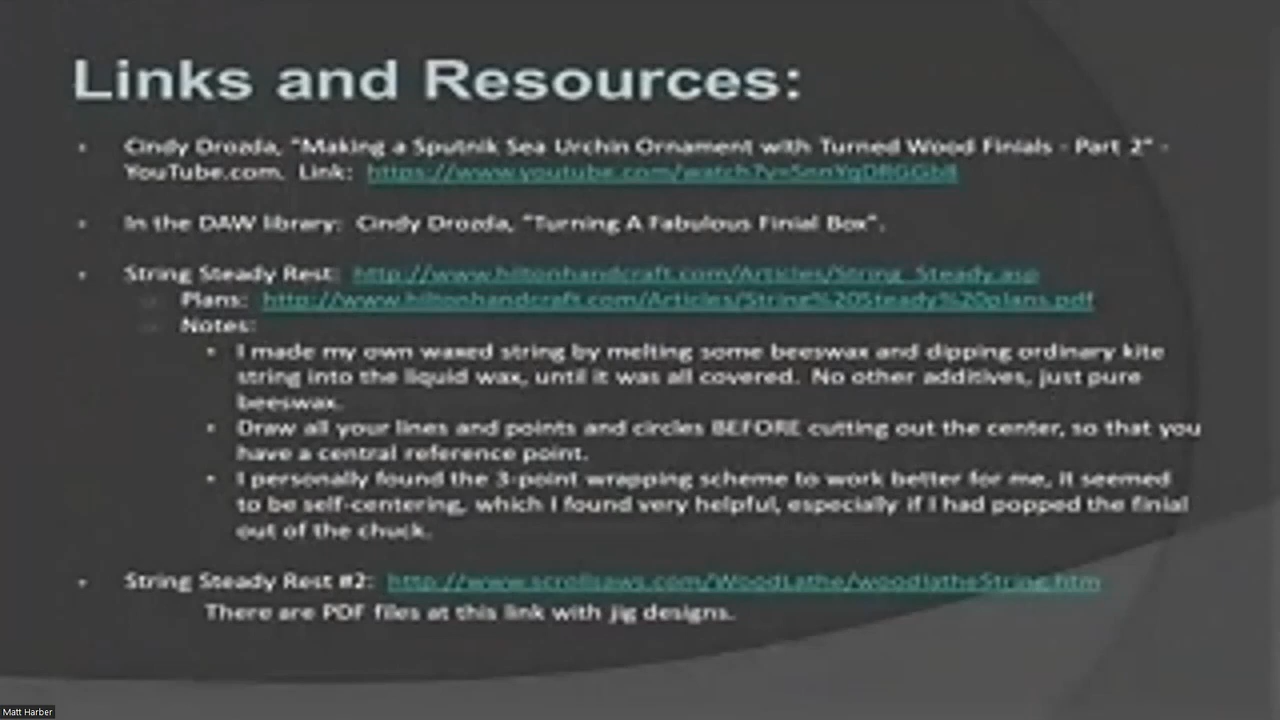 Links and Resources:
Cindy Drozda, "Making a Sputnik Sea Urchin Ornament with Turned Wood Finials - Part 2" -
YouTube.com. Link: https://www.youtube.com/watch?v=
In the DAW library: Cindy Drozda, "Turning A Fabulous Finial Box".
String Steady Rest: http://www.hiltonhandcraft.com/Articles/String_Steady.asp
Plans: http://www.hiltonhandcraft.com/Articles/String%20Steady%20plans.pdf
Notes:
I made my own waxed string by melting some beeswax and dipping ordinary kite
string into the liquid wax, until it was all covered. No other additives, just pure
beeswax.
Draw all your lines and points and circles BEFORE cutting out the center, so that you
have a central reference point.
I personally found the 3-point wrapping scheme to work better for me, it seemed
to be self-centering, which I found very helpful, especially if I had popped the finial
out of the chuck.
String Steady Rest #2: http://www.scrollsaws.com/WoodLathe/woodlatheString.htm
There are PDF files at this link with jig designs.
Matt Harber